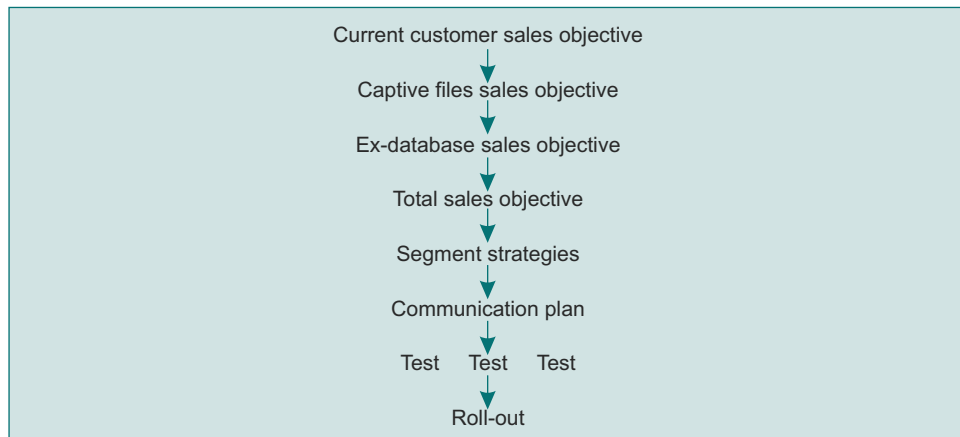 Current customer sales objective
Captive files sales objective
Ex-database sales objective
Total sales objective
Segment strategies
Communication plan
Test Test Test
Roll-out